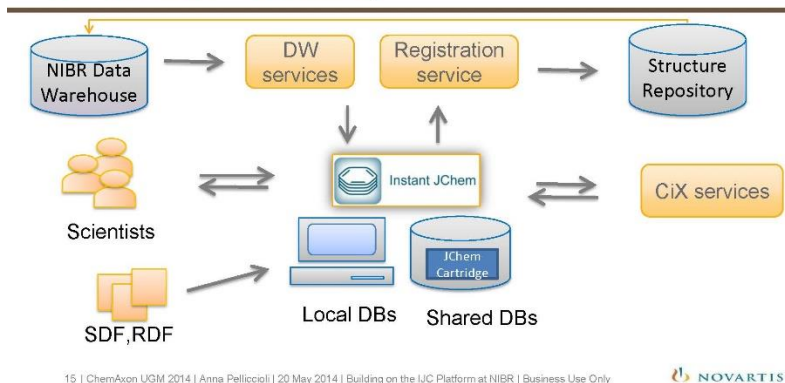 NIBR Data
Warehouse
DW
services
Registration
service
Structure
Repository
Instant JChem
Scientists
CiX services
JChem
Cartridge
SDF,RDF
Local DBs
Shared DBs
15 | ChemAxon UGM 2014 | Anna Pelliccioli | 20 May 2014 | Building on the IJC Platform at NIBR | Business Use Only
NOVARTIS